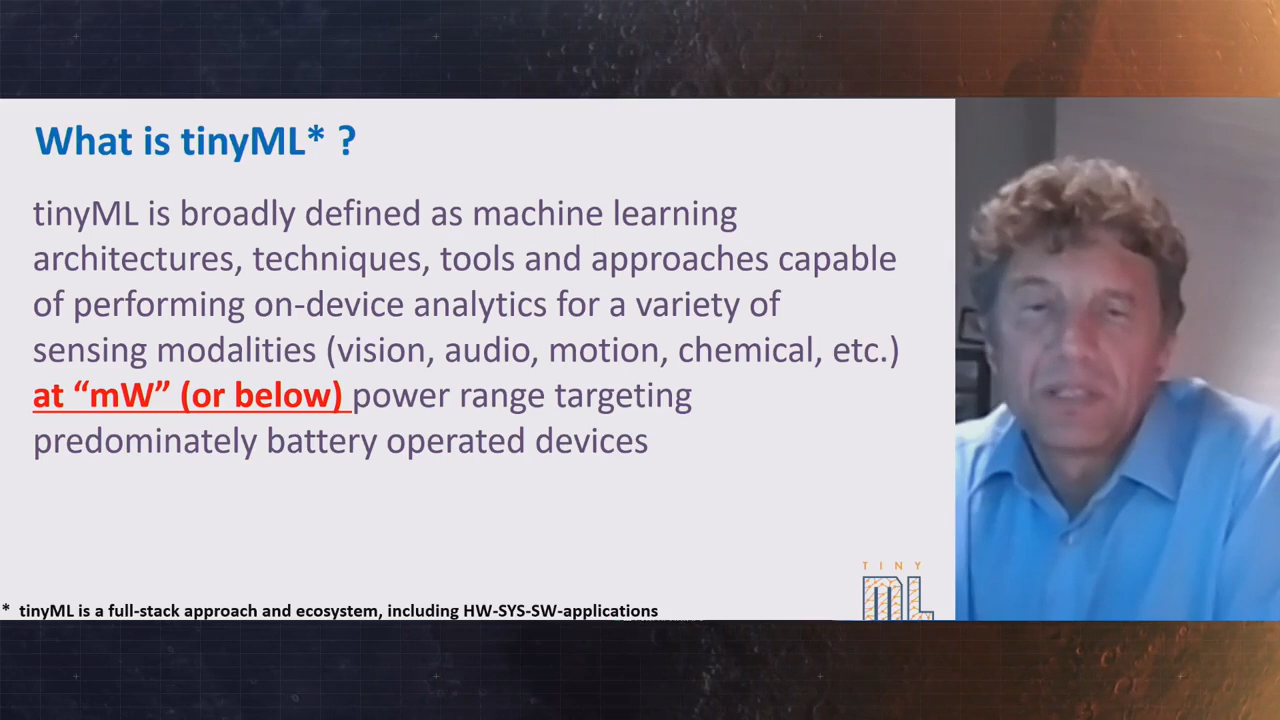 What is tinyML* ?
tinyML is broadly defined as machine learning
architectures, techniques, tools and approaches capable
of performing on-device analytics for a variety of
sensing modalities (vision, audio, motion, chemical, etc.)
at “mW” (or below) power range targeting
predominately battery operated devices
TINY
ML
* tinyML is a full-stack approach and ecosystem, including HW-SYS-SW-applications